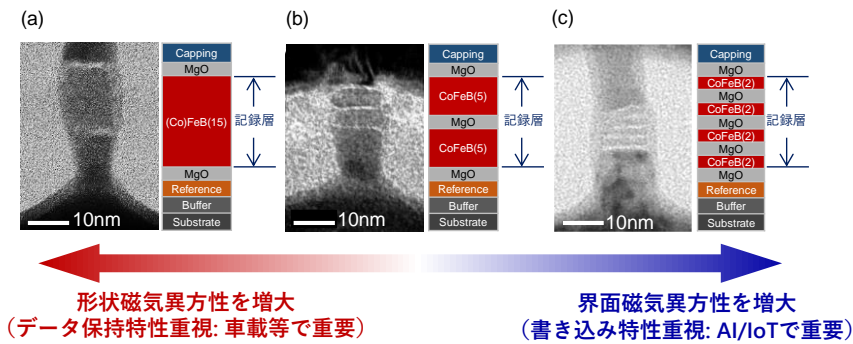 (a)
Capping
MgO
(Co)FeB(15)
記録層
MgO
Reference
Buffer
Substrate
10nm
(b)
Capping
MgO
CoFeB(5)
MgO
CoFeB(5)
記録層
MgO
Reference
Buffer
Substrate
10nm
(c)
Capping
MgO
CoFeB(2)
MgO
CoFeB(2)
MgO
CoFeB(2)
MgO
CoFeB(2)
記録層
MgO
Reference
Buffer
Substrate
10nm
形状磁気異方性を増大
（データ保持特性重視: 車載等で重要）
界面磁気異方性を増大
（書き込み特性重視: AI/IoTで重要）